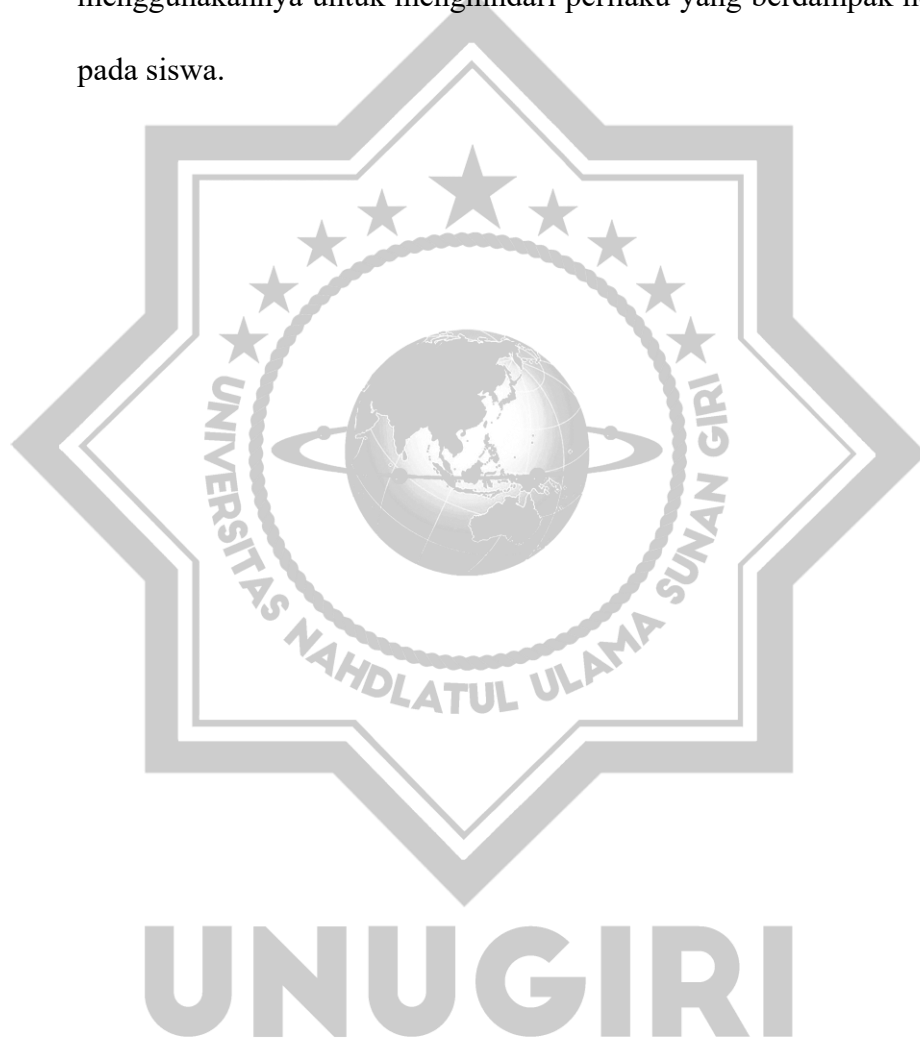 menggunakannya untuk menghindari perilaku yang berdampak
pada siswa.
UNIVERSITAS NAHDLATUL ULAMA SUNAN GIRI
UNUGIRI